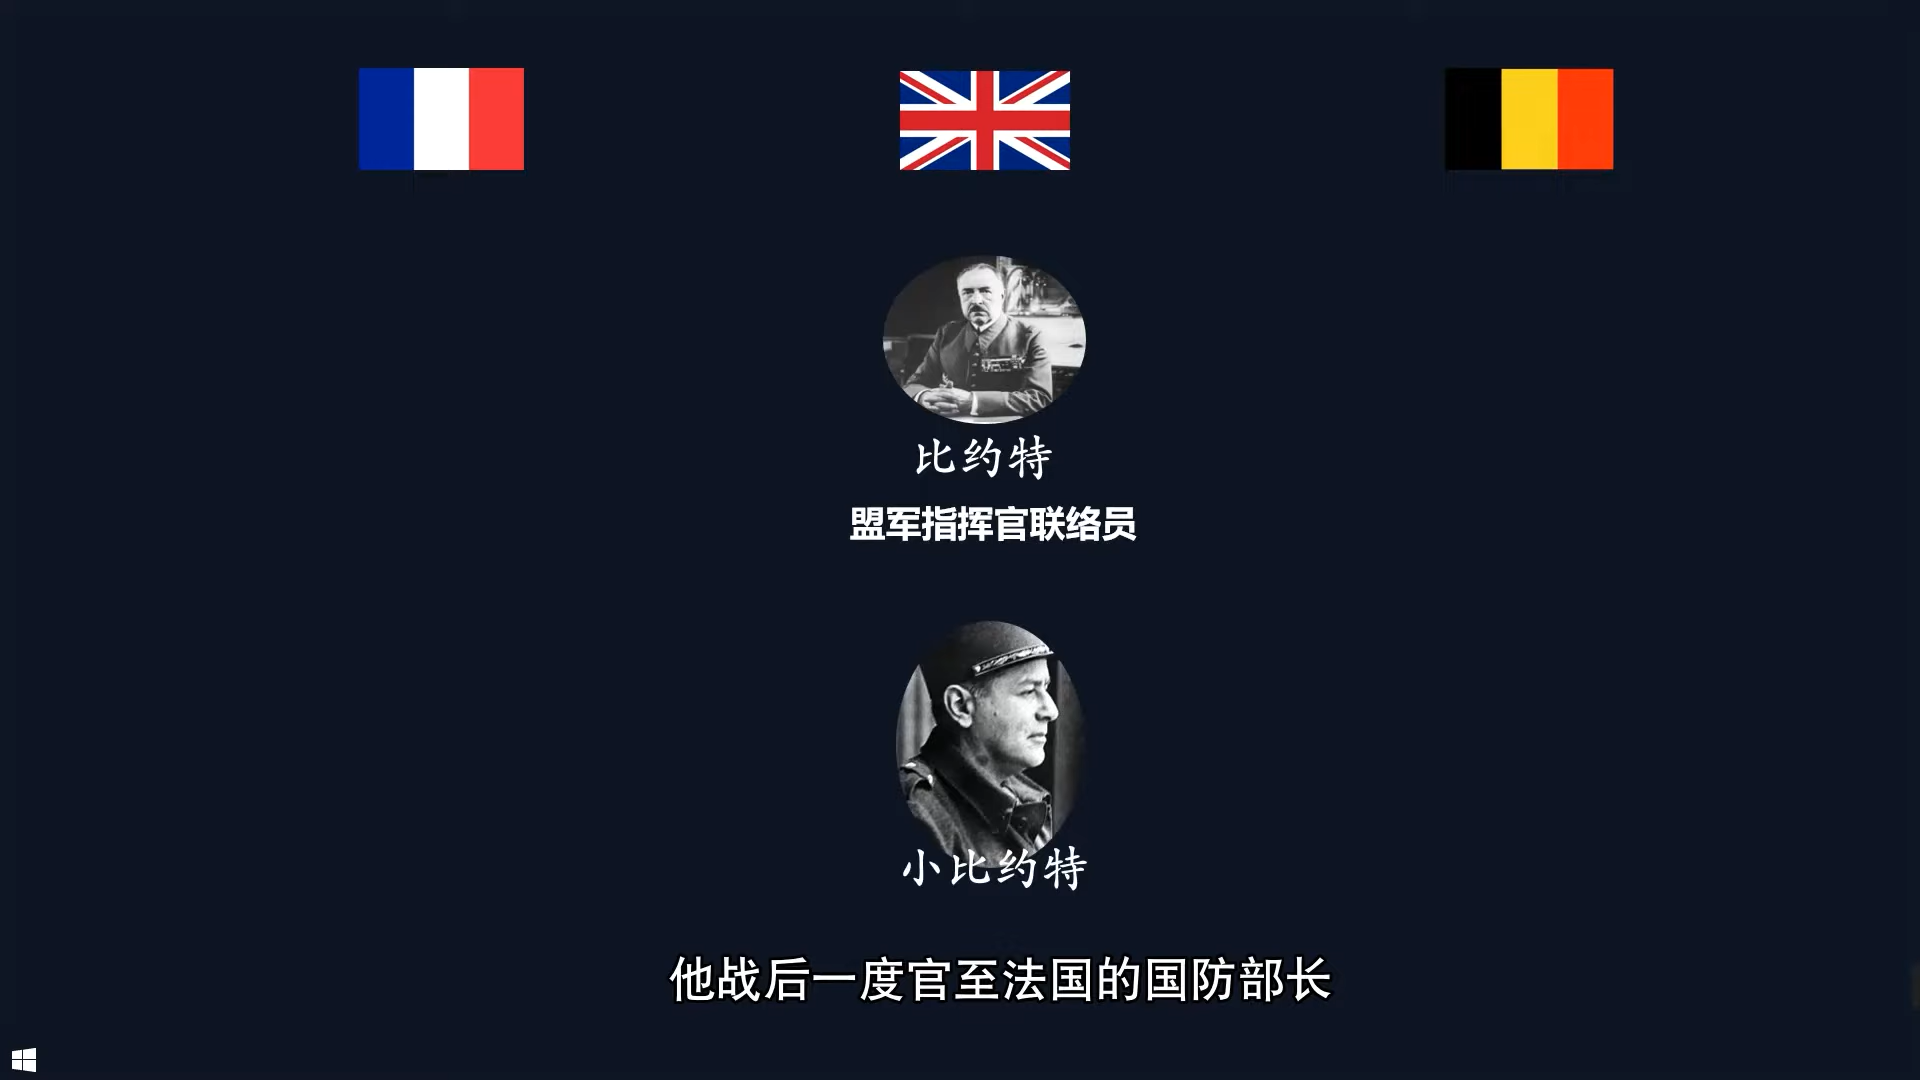 比约特
盟军指挥官联络员
小比约特
他战后一度官至法国的国防部长